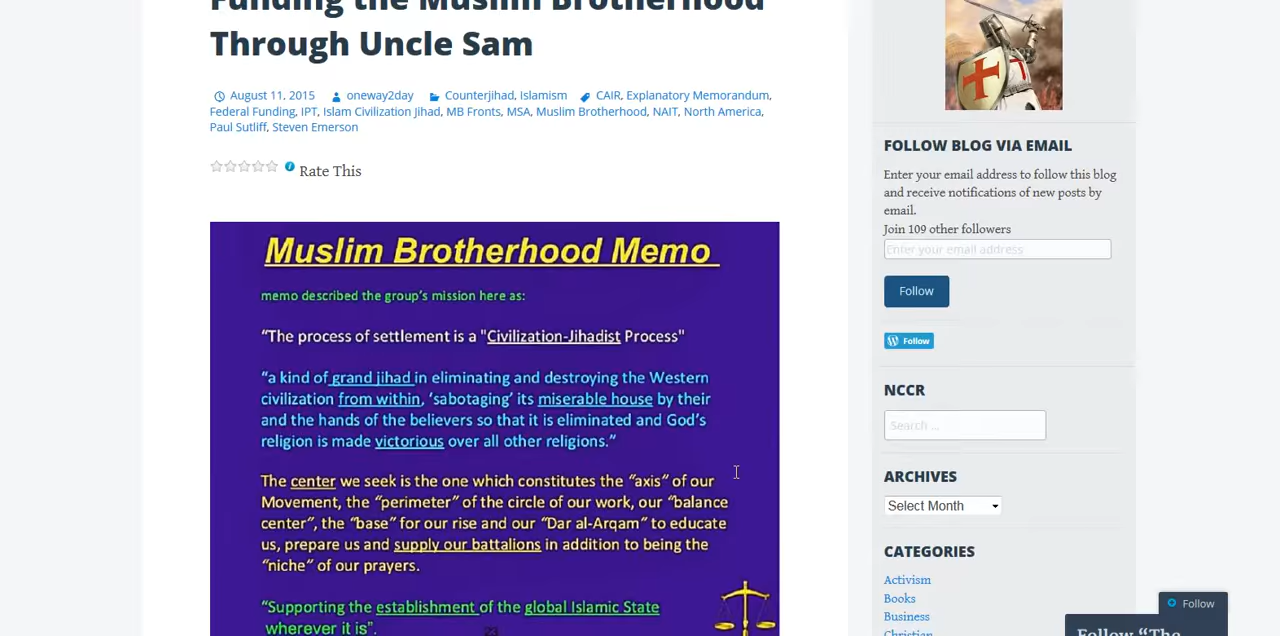 Funding the Muslim Brotherhood
Through Uncle Sam
August 11, 2015 oneway2day Counterjihad, Islamism CAIR, Explanatory Memorandum,
Federal Funding, IPT, Islam Civilization Jihad, MB Fronts, MSA, Muslim Brotherhood, NAIT, North America,
Paul Sutliff, Steven Emerson
Rate This
Muslim Brotherhood Memo
memo described the group's mission here as:
“The process of settlement is a "Civilization-Jihadist Process"
“a kind of grand jihad in eliminating and destroying the Western
civilization from within, ‘sabotaging’ its miserable house by their
and the hands of the believers so that it is eliminated and God’s
religion is made victorious over all other religions.”
The center we seek is the one which constitutes the “axis” of our
Movement, the “perimeter” of the circle of our work, our “balance
center”, the “base” for our rise and our “Dar al-Arqam” to educate
us, prepare us and supply our battalions in addition to being the
“niche” of our prayers.
“Supporting the establishment of the global Islamic State
wherever it is”.
FOLLOW BLOG VIA EMAIL
Enter your email address to follow this blog
and receive notifications of new posts by
email.
Join 109 other followers
Enter your email address
Follow
Follow
NCCR
Search ...
ARCHIVES
Select Month
CATEGORIES
Activism
Books
Business
Christian
Follow
Follow “The